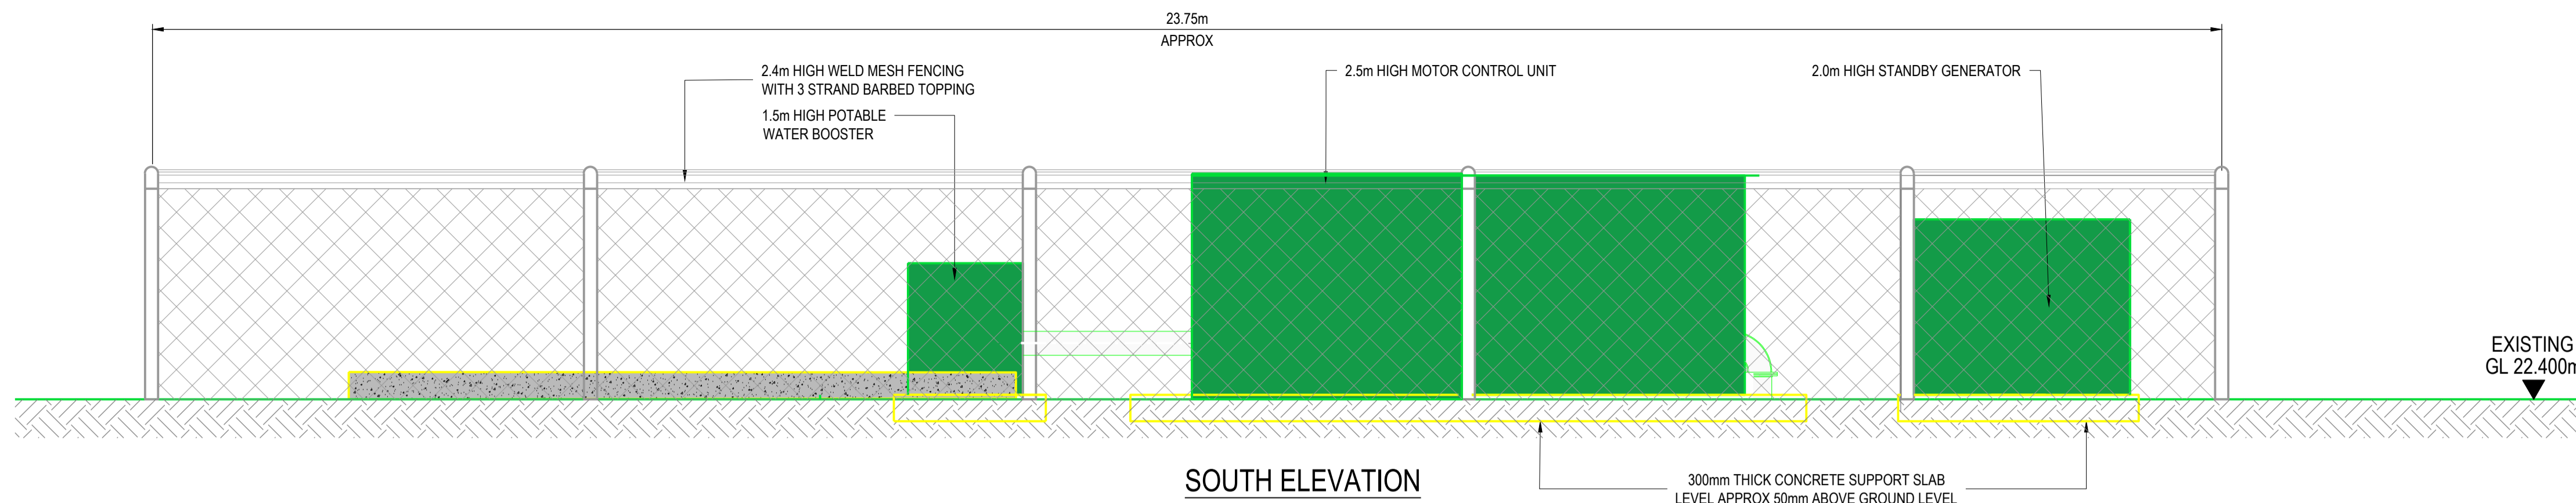 23.75m
APPROX
2.4m HIGH WELD MESH FENCING
WITH 3 STRAND BARBED TOPPING
1.5m HIGH POTABLE
WATER BOOSTER
2.5m HIGH MOTOR CONTROL UNIT
2.0m HIGH STANDBY GENERATOR
EXISTING
GL 22.400m
SOUTH ELEVATION
300mm THICK CONCRETE SUPPORT SLAB
LEVEL APPROX 50mm ABOVE GROUND LEVEL